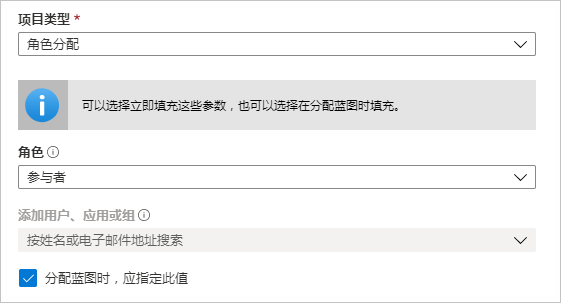 项目类型 *
角色分配
可以选择立即填充这些参数，也可以选择在分配蓝图时填充。
角色
参与者
添加用户、应用或组
按姓名或电子邮件地址搜索
分配蓝图时，应指定此值